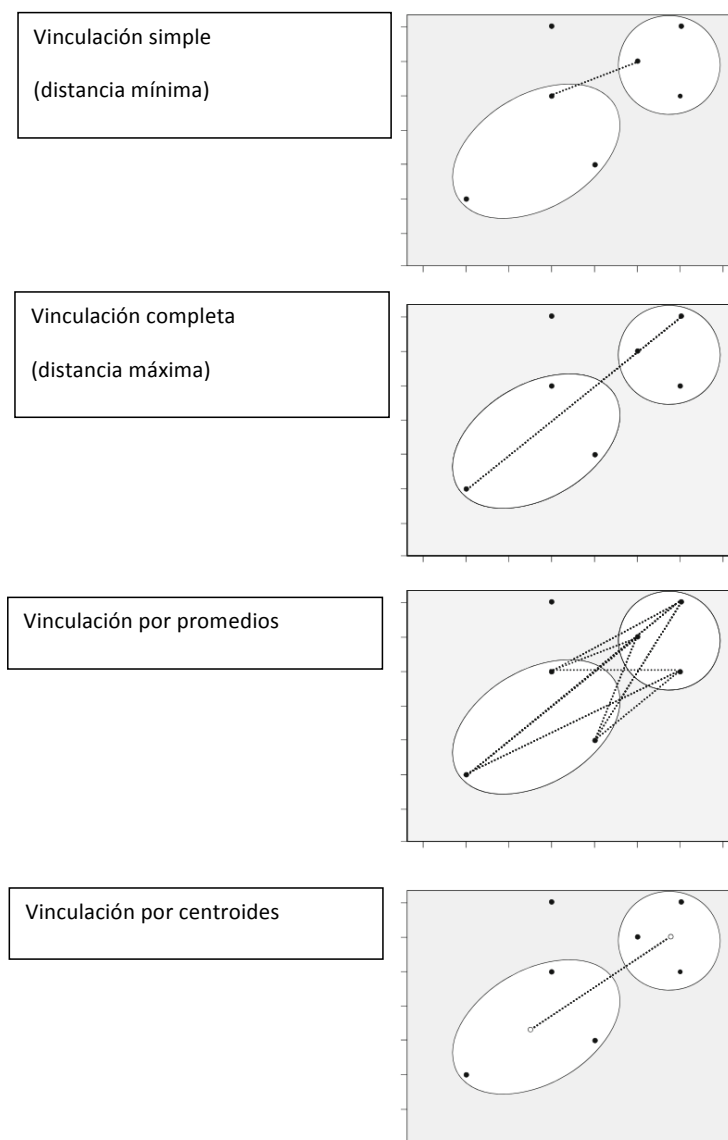 Vinculación simple
(distancia mínima)
Vinculación completa
(distancia máxima)
Vinculación por promedios
Vinculación por centroides